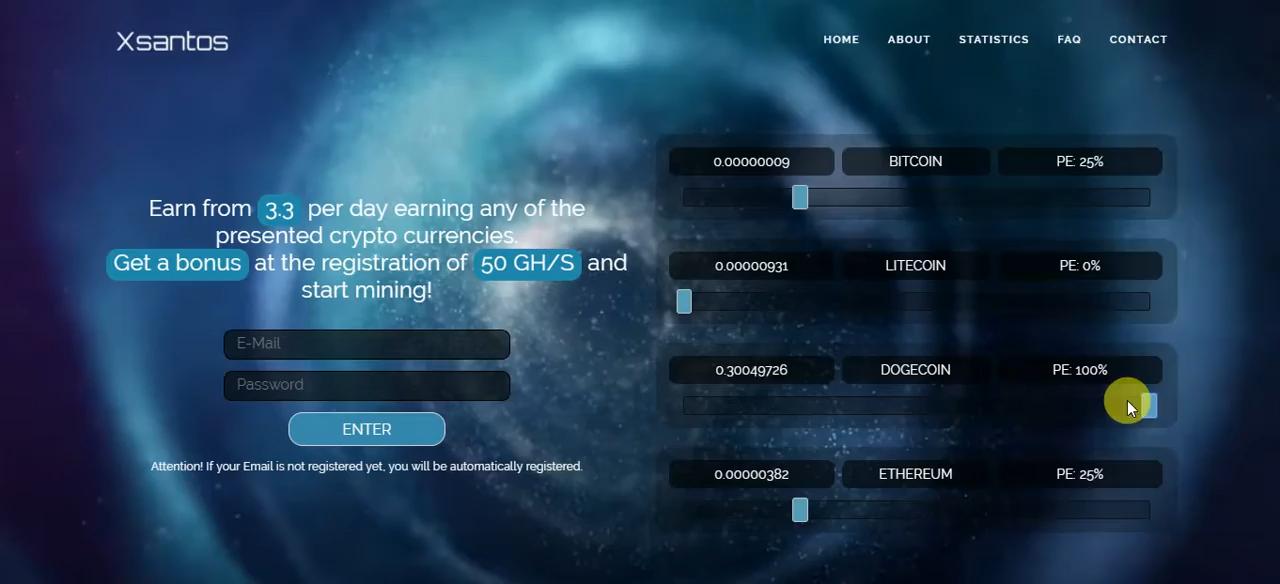 Xsantos
HOME ABOUT STATISTICS FAQ CONTACT
Earn from 3.3 per day earning any of the
presented crypto currencies.
Get a bonus at the registration of 50 GH/S and
start mining!
E-Mail
Password
ENTER
Attention! If your Email is not registered yet, you will be automatically registered.
0.00000009 BITCOIN PE: 25%
0.00000931 LITECOIN PE: 0%
0.30049726 DOGECOIN PE: 100%
0.00000382 ETHEREUM PE: 25%